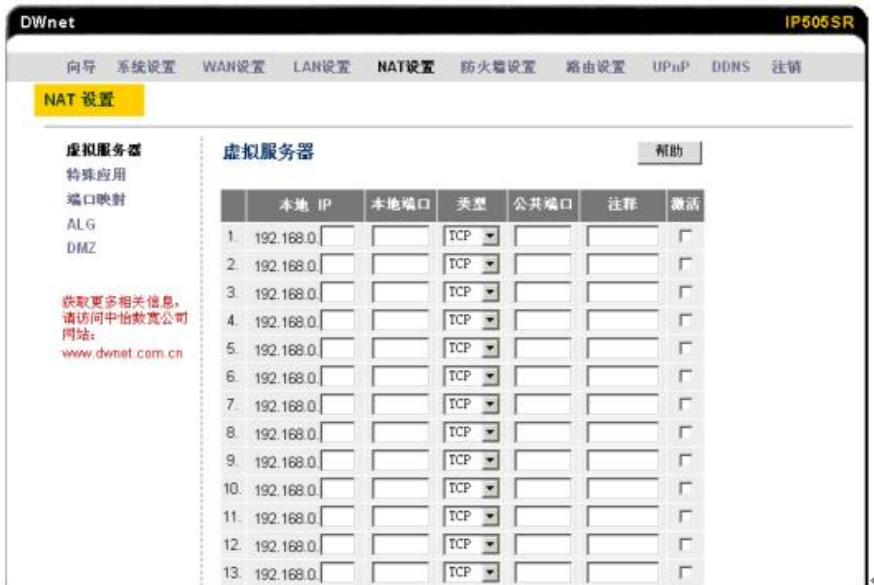 DWnet IP505SR
向导 系统设置 WAN设置 LAN设置 NAT设置 防火墙设置 路由设置 UPnP DDNS 注销
NAT 设置
虚拟服务器
特殊应用
端口映射
ALG
DMZ
获取更多相关信息，
请访问中怡数宽公司
网站：
www.dwnet.com.cn
虚拟服务器 帮助
本地 IP 本地端口 类型 公共端口 注释 激活
1. 192.168.0. TCP
2. 192.168.0. TCP
3. 192.168.0. TCP
4. 192.168.0. TCP
5. 192.168.0. TCP
6. 192.168.0. TCP
7. 192.168.0. TCP
8. 192.168.0. TCP
9. 192.168.0. TCP
10. 192.168.0. TCP
11. 192.168.0. TCP
12. 192.168.0. TCP
13. 192.168.0. TCP